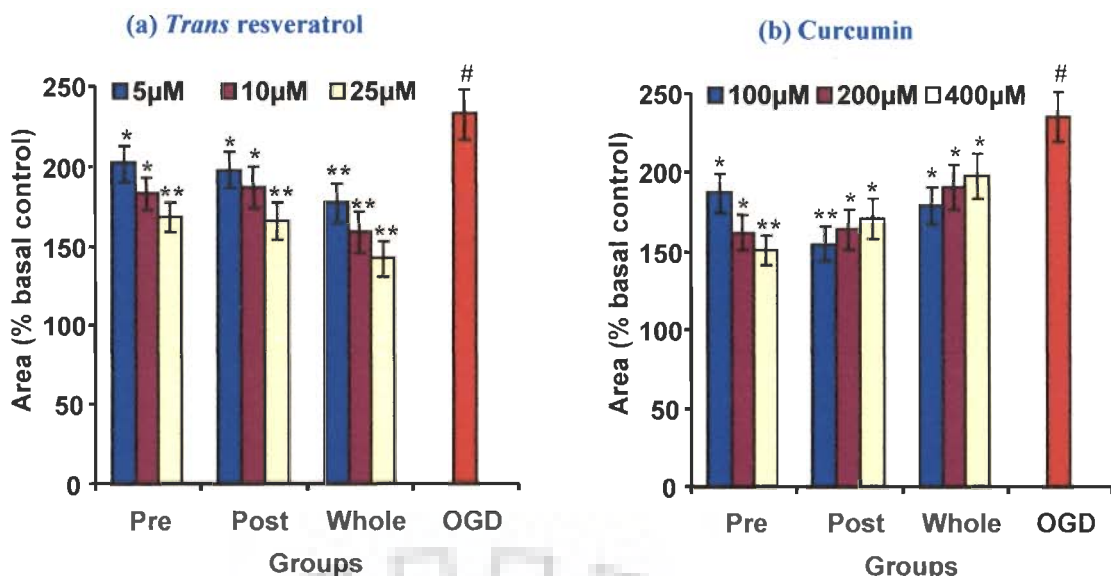 (a) Trans resveratrol
250
5µM 10µM 25µM
#
200
150
100
50
0
* * **
* * **
** ** **
Area (% basal control)
Pre Post Whole OGD
Groups
(b) Curcumin
250
100µM 200µM 400µM
#
200
150
100
50
0
* * **
** * *
* * *
Area (% basal control)
Pre Post Whole OGD
Groups